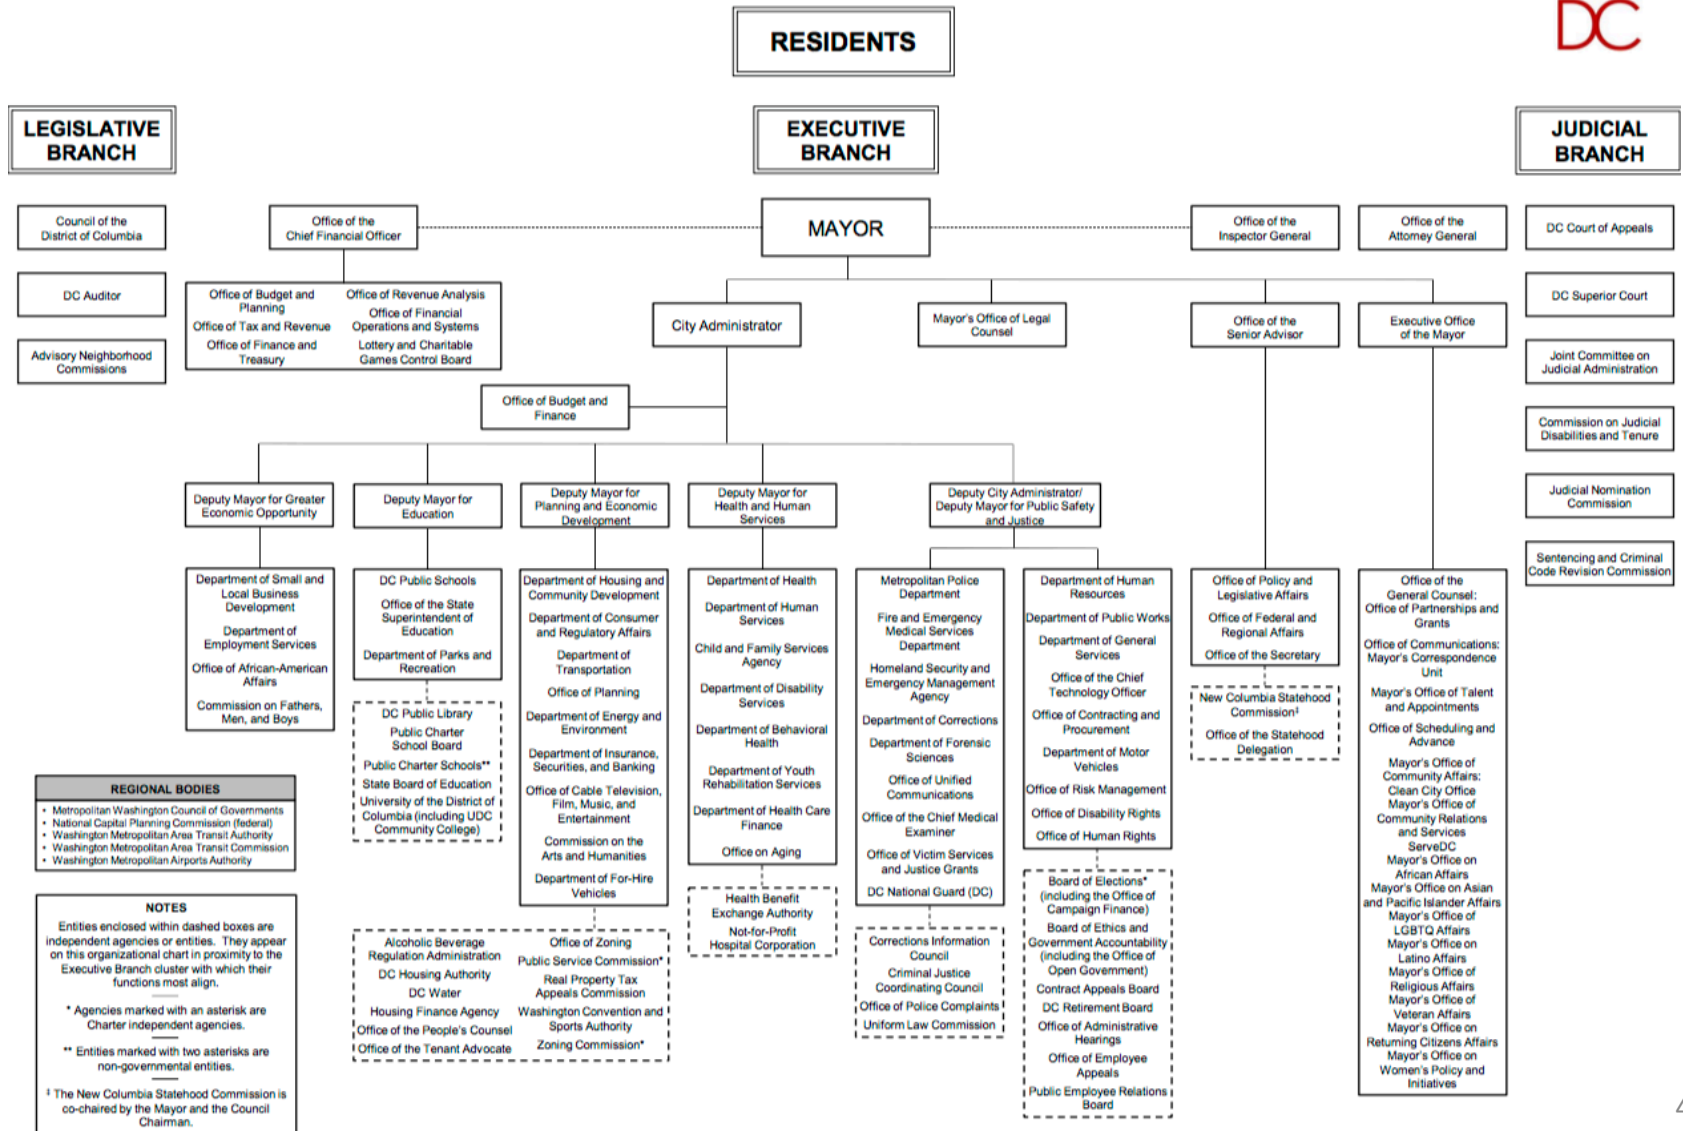 DC
RESIDENTS
LEGISLATIVE
BRANCH
EXECUTIVE
BRANCH
JUDICIAL
BRANCH
Council of the
District of Columbia
DC Auditor
Advisory Neighborhood
Commissions
Office of the
Chief Financial Officer
MAYOR
Office of the
Inspector General
Office of the
Attorney General
DC Court of Appeals
DC Superior Court
Joint Committee on
Judicial Administration
Commission on Judicial
Disabilities and Tenure
Judicial Nomination
Commission
Sentencing and Criminal
Code Revision Commission
Office of Budget and
Planning
Office of Tax and Revenue
Office of Finance and
Treasury
Office of Revenue Analysis
Office of Financial
Operations and Systems
Lottery and Charitable
Games Control Board
City Administrator
Mayor's Office of Legal
Counsel
Office of the
Senior Advisor
Executive Office
of the Mayor
Office of Budget and
Finance
Deputy Mayor for Greater
Economic Opportunity
Deputy Mayor for
Education
Deputy Mayor for
Planning and Economic
Development
Deputy Mayor for
Health and Human
Services
Deputy City Administrator/
Deputy Mayor for Public Safety
and Justice
Department of Small and
Local Business
Development
Department of
Employment Services
Office of African-American
Affairs
Commission on Fathers,
Men, and Boys
DC Public Schools
Office of the State
Superintendent of
Education
Department of Parks and
Recreation
DC Public Library
Public Charter
School Board
Public Charter Schools**
State Board of Education
University of the District of
Columbia (including UDC
Community College)
Department of Housing and
Community Development
Department of Consumer
and Regulatory Affairs
Department of
Transportation
Office of Planning
Department of Energy and
Environment
Department of Insurance,
Securities, and Banking
Office of Cable Television,
Film, Music, and
Entertainment
Commission on the
Arts and Humanities
Department of For-Hire
Vehicles
Alcoholic Beverage
Regulation Administration
DC Housing Authority
DC Water
Housing Finance Agency
Office of the People's Counsel
Office of the Tenant Advocate
Office of Zoning
Public Service Commission*
Real Property Tax
Appeals Commission
Washington Convention and
Sports Authority
Zoning Commission*
Department of Health
Department of Human
Services
Child and Family Services
Agency
Department of Disability
Services
Department of Behavioral
Health
Department of Youth
Rehabilitation Services
Department of Health Care
Finance
Office on Aging
Health Benefit
Exchange Authority
Not-for-Profit
Hospital Corporation
Metropolitan Police
Department
Fire and Emergency
Medical Services
Department
Homeland Security and
Emergency Management
Agency
Department of Corrections
Department of Forensic
Sciences
Office of Unified
Communications
Office of the Chief Medical
Examiner
Office of Victim Services
and Justice Grants
DC National Guard (DC)
Corrections Information
Council
Criminal Justice
Coordinating Council
Office of Police Complaints
Uniform Law Commission
Department of Human
Resources
Department of Public Works
Department of General
Services
Office of the Chief
Technology Officer
Office of Contracting and
Procurement
Department of Motor
Vehicles
Office of Risk Management
Office of Disability Rights
Office of Human Rights
Board of Elections*
(including the Office of
Campaign Finance)
Board of Ethics and
Government Accountability
(including the Office of
Open Government)
Contract Appeals Board
DC Retirement Board
Office of Administrative
Hearings
Office of Employee
Appeals
Public Employee Relations
Board
Office of Policy and
Legislative Affairs
Office of Federal and
Regional Affairs
Office of the Secretary
New Columbia Statehood
Commission‡
Office of the Statehood
Delegation
Office of the
General Counsel:
Office of Partnerships and
Grants
Office of Communications:
Mayor's Correspondence
Unit
Mayor's Office of Talent
and Appointments
Office of Scheduling and
Advance
Mayor's Office of
Community Affairs:
Clean City Office
Mayor's Office of
Community Relations
and Services
ServeDC
Mayor's Office on
African Affairs
Mayor's Office on Asian
and Pacific Islander Affairs
Mayor's Office of
LGBTQ Affairs
Mayor's Office on
Latino Affairs
Mayor's Office of
Religious Affairs
Mayor's Office of
Veteran Affairs
Mayor's Office on
Returning Citizens Affairs
Mayor's Office on
Women's Policy and
Initiatives
REGIONAL BODIES
• Metropolitan Washington Council of Governments
• National Capital Planning Commission (federal)
• Washington Metropolitan Area Transit Authority
• Washington Metropolitan Area Transit Commission
• Washington Metropolitan Airports Authority
NOTES
Entities enclosed within dashed boxes are
independent agencies or entities. They appear
on this organizational chart in proximity to the
Executive Branch cluster with which their
functions most align.
* Agencies marked with an asterisk are
Charter independent agencies.
** Entities marked with two asterisks are
non-governmental entities.
‡ The New Columbia Statehood Commission is
co-chaired by the Mayor and the Council
Chairman.